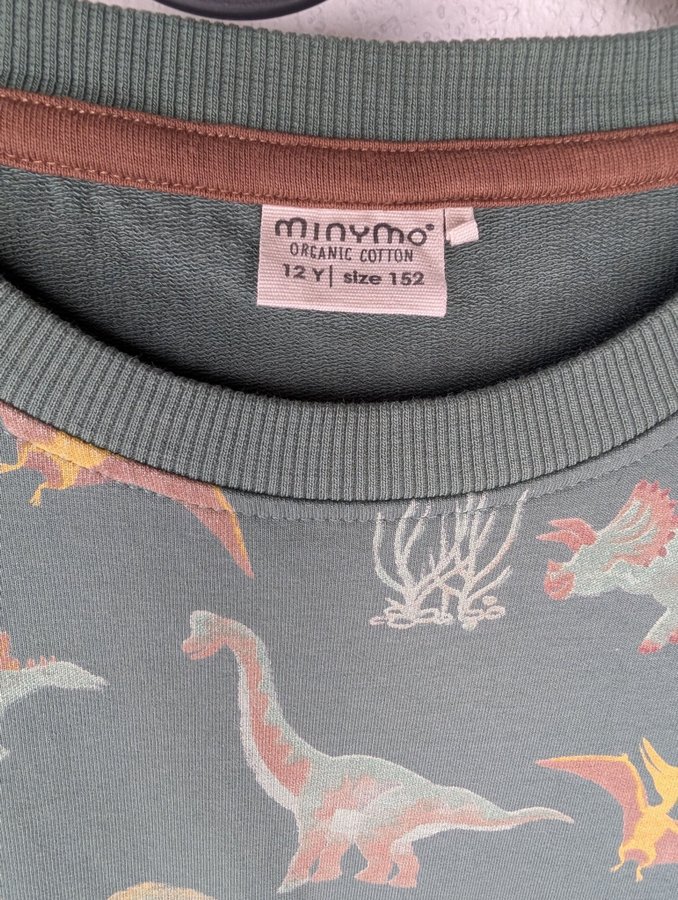 minymo®
ORGANIC COTTON
12 Y| size 152